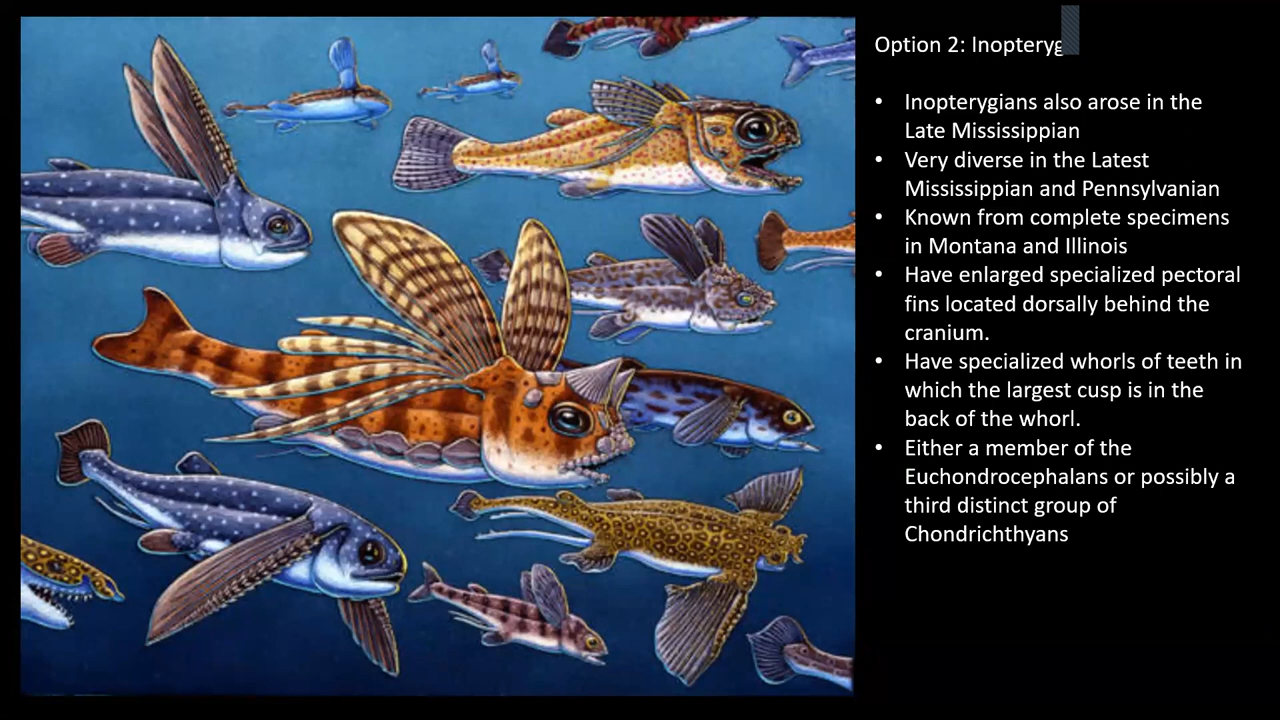 Option 2: Inopteryg
• Inopterygians also arose in the
Late Mississippian
• Very diverse in the Latest
Mississippian and Pennsylvanian
• Known from complete specimens
in Montana and Illinois
• Have enlarged specialized pectoral
fins located dorsally behind the
cranium.
• Have specialized whorls of teeth in
which the largest cusp is in the
back of the whorl.
• Either a member of the
Euchondrocephalans or possibly a
third distinct group of
Chondrichthyans